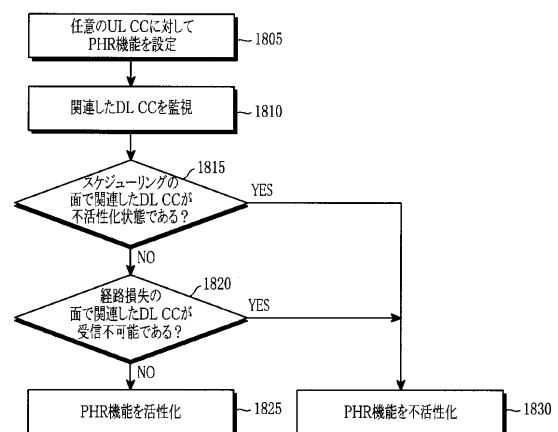 任意のUL CCに対して
PHR機能を設定
1805
関連したDL CCを監視
1810
1815
スケジューリングの
面で関連したDL CCが
不活性化状態である?
YES
NO
1820
経路損失の
面で関連したDL CCが
受信不可能である?
YES
NO
PHR機能を活性化
1825
PHR機能を不活性化
1830